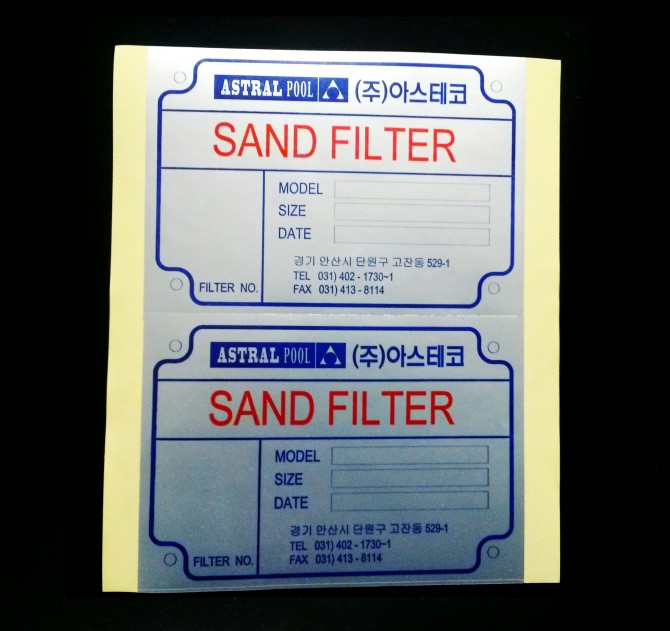 ASTRAL POOL (주)아스테코
SAND FILTER
MODEL
SIZE
DATE
경기 안산시 단원구 고잔동 529-1
TEL 031) 402 - 1730~1
FILTER NO.
FAX 031) 413 - 8114
ASTRAL POOL (주)아스테코
SAND FILTER
MODEL
SIZE
DATE
경기 안산시 단원구 고잔동 529-1
TEL 031) 402 - 1730~1
FILTER NO.
FAX 031) 413 - 8114